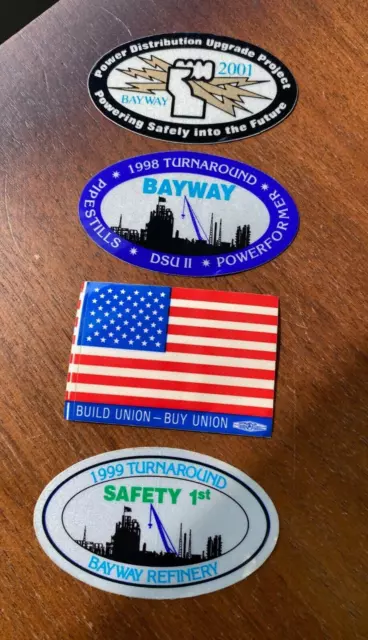 Power Distribution Upgrade Project
2001
BAYWAY
Powering Safely into the Future
1998 TURNAROUND
BAYWAY
PIPESTILLS * DSU II * POWERFORMER
BUILD UNION – BUY UNION
1999 TURNAROUND
SAFETY 1st
BAYWAY REFINERY